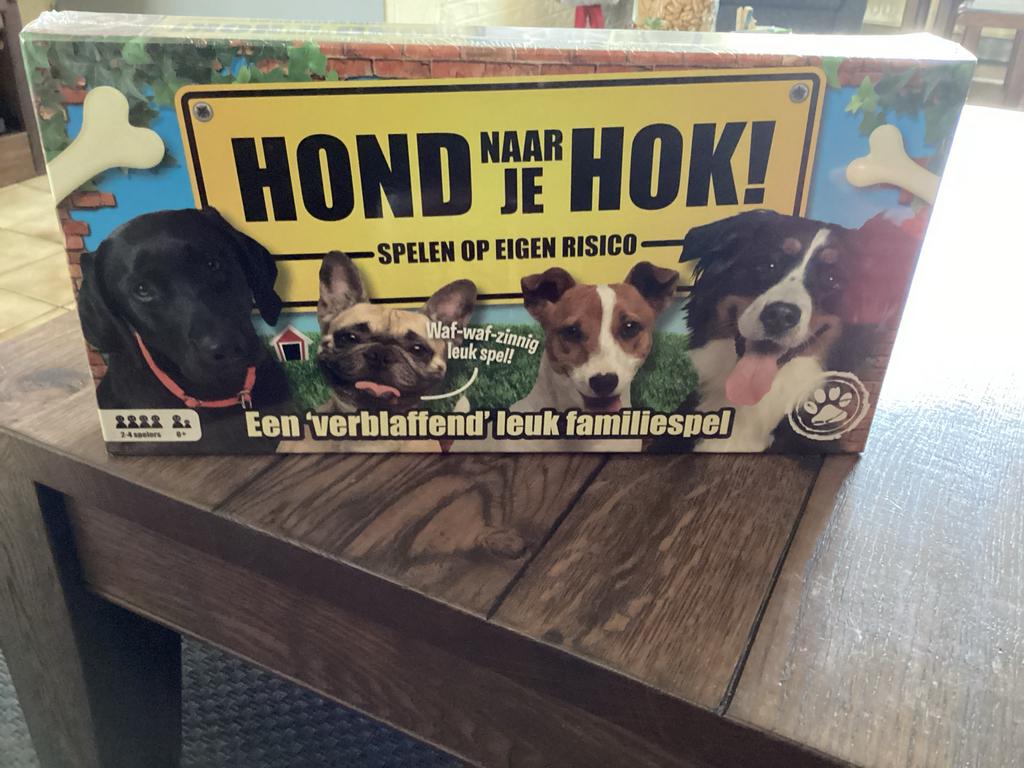 HOND NAAR JE HOK!
SPELEN OP EIGEN RISICO
Waf-waf-zinnig
leuk spel!
Een 'verblaffend' leuk familiespel
2-4 spelers 8+